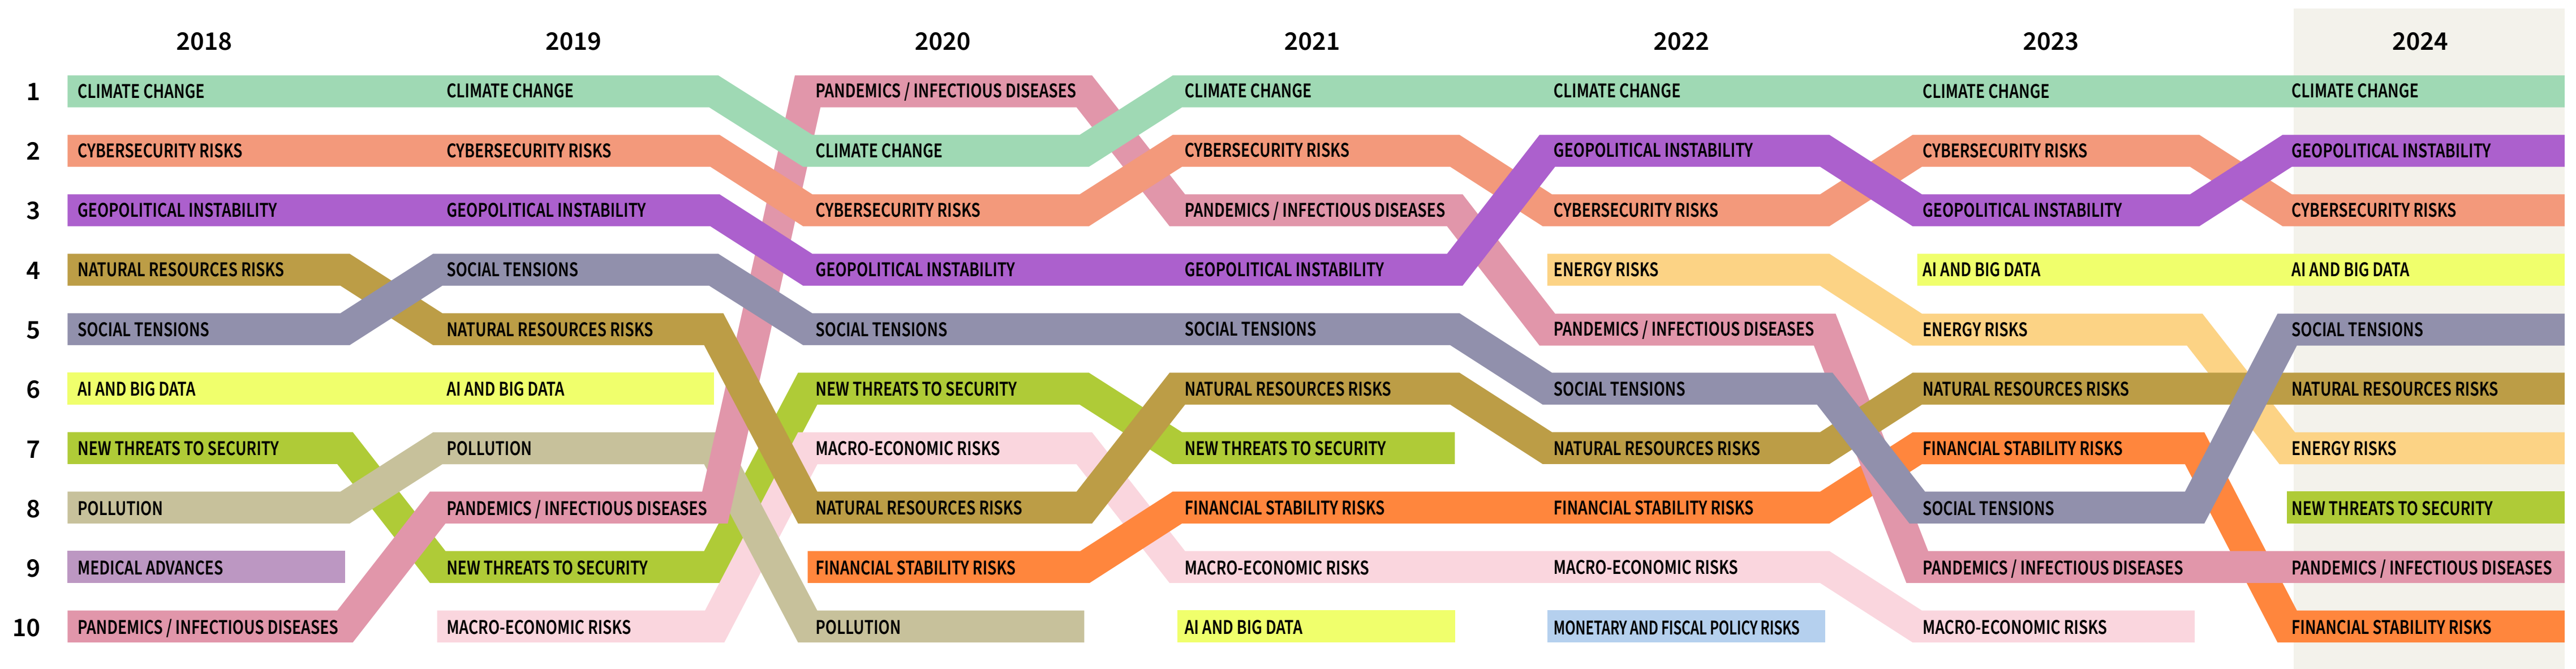 2018 2019 2020 2021 2022 2023 2024
1 CLIMATE CHANGE CLIMATE CHANGE PANDEMICS / INFECTIOUS DISEASES CLIMATE CHANGE CLIMATE CHANGE CLIMATE CHANGE CLIMATE CHANGE
2 CYBERSECURITY RISKS CYBERSECURITY RISKS CLIMATE CHANGE CYBERSECURITY RISKS GEOPOLITICAL INSTABILITY CYBERSECURITY RISKS GEOPOLITICAL INSTABILITY
3 GEOPOLITICAL INSTABILITY GEOPOLITICAL INSTABILITY CYBERSECURITY RISKS PANDEMICS / INFECTIOUS DISEASES CYBERSECURITY RISKS GEOPOLITICAL INSTABILITY CYBERSECURITY RISKS
4 NATURAL RESOURCES RISKS SOCIAL TENSIONS GEOPOLITICAL INSTABILITY GEOPOLITICAL INSTABILITY ENERGY RISKS AI AND BIG DATA AI AND BIG DATA
5 SOCIAL TENSIONS NATURAL RESOURCES RISKS SOCIAL TENSIONS SOCIAL TENSIONS PANDEMICS / INFECTIOUS DISEASES ENERGY RISKS SOCIAL TENSIONS
6 AI AND BIG DATA AI AND BIG DATA NEW THREATS TO SECURITY NATURAL RESOURCES RISKS SOCIAL TENSIONS NATURAL RESOURCES RISKS NATURAL RESOURCES RISKS
7 NEW THREATS TO SECURITY POLLUTION MACRO-ECONOMIC RISKS NEW THREATS TO SECURITY NATURAL RESOURCES RISKS FINANCIAL STABILITY RISKS ENERGY RISKS
8 POLLUTION PANDEMICS / INFECTIOUS DISEASES NATURAL RESOURCES RISKS FINANCIAL STABILITY RISKS FINANCIAL STABILITY RISKS SOCIAL TENSIONS NEW THREATS TO SECURITY
9 MEDICAL ADVANCES NEW THREATS TO SECURITY FINANCIAL STABILITY RISKS MACRO-ECONOMIC RISKS MACRO-ECONOMIC RISKS PANDEMICS / INFECTIOUS DISEASES PANDEMICS / INFECTIOUS DISEASES
10 PANDEMICS / INFECTIOUS DISEASES MACRO-ECONOMIC RISKS POLLUTION AI AND BIG DATA MONETARY AND FISCAL POLICY RISKS MACRO-ECONOMIC RISKS FINANCIAL STABILITY RISKS